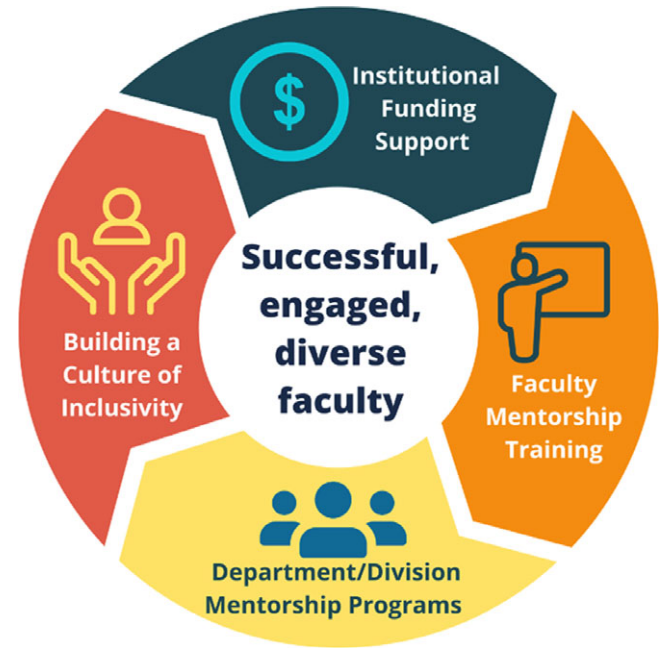 $
Institutional
Funding
Support
Faculty
Mentorship
Training
Department/Division
Mentorship Programs
Building a
Culture of
Inclusivity
Successful,
engaged,
diverse
faculty